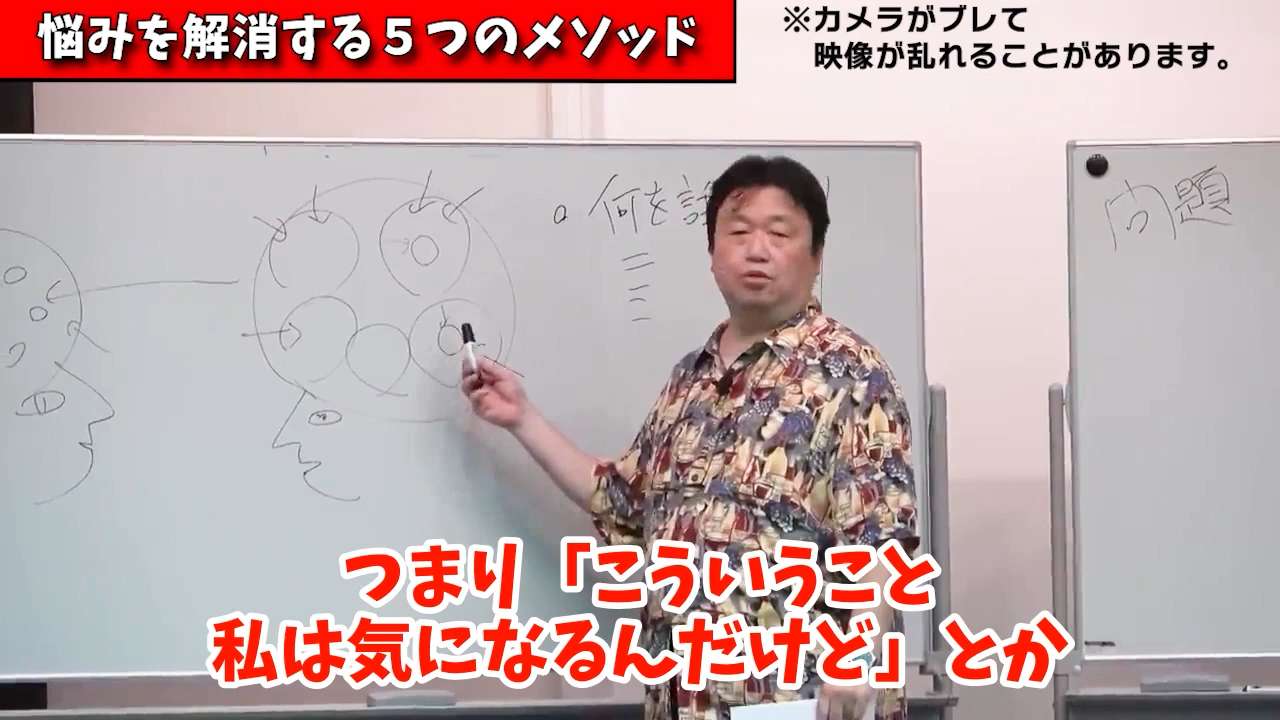 悩みを解消する５つのメソッド
※カメラがブレて
映像が乱れることがあります。
何を
問題
つまり「こういうこと
私は気になるんだけど」とか